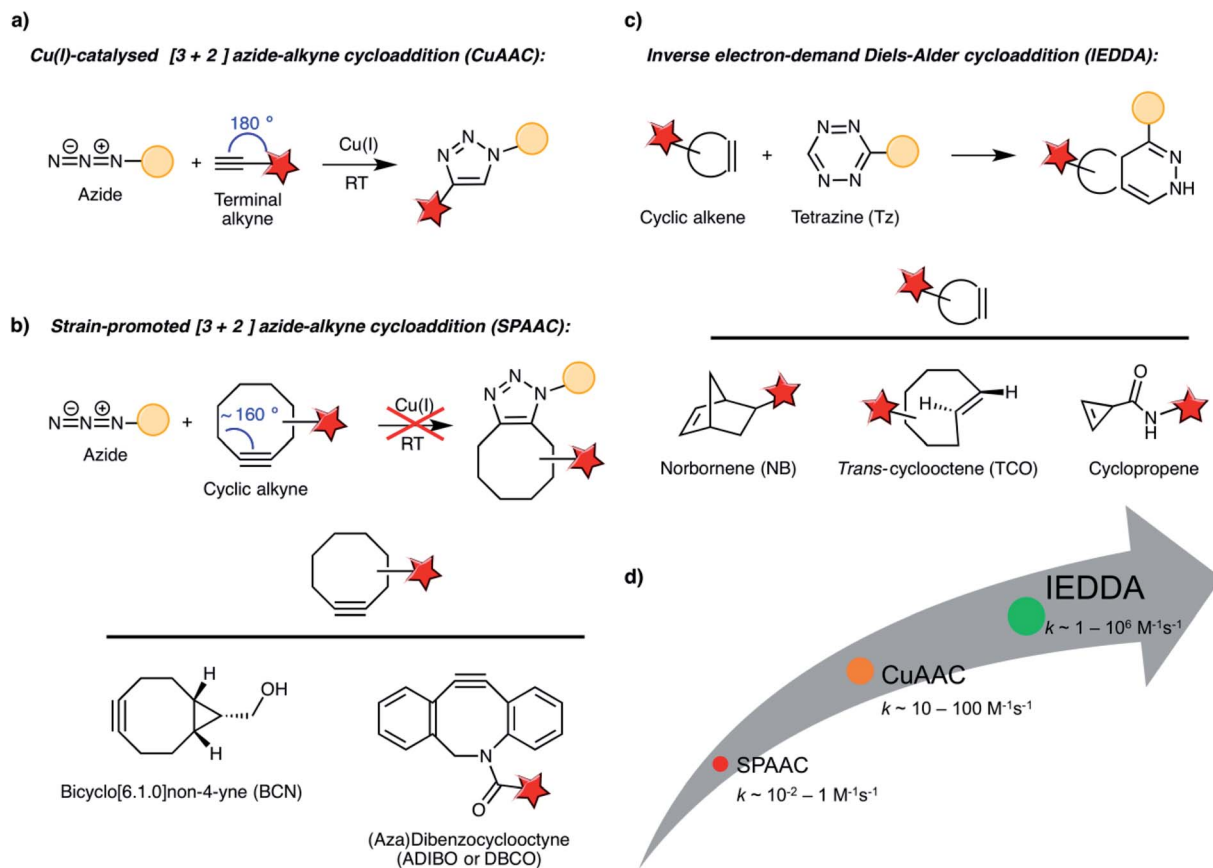 a)
Cu(I)-catalysed [3 + 2 ] azide-alkyne cycloaddition (CuAAC):
180 °
N=N=N
⊖ ⊕
+
Cu(I)
RT
N
N
N
Azide
Terminal
alkyne
b)
Strain-promoted [3 + 2 ] azide-alkyne cycloaddition (SPAAC):
N=N=N
⊖ ⊕
+
~ 160 °
Cu(I)
RT
N
N
N
Azide
Cyclic alkyne
H
OH
H
Bicyclo[6.1.0]non-4-yne (BCN)
N
O
(Aza)Dibenzocyclooctyne
(ADIBO or DBCO)
c)
Inverse electron-demand Diels-Alder cycloaddition (IEDDA):
+
N
N
N
N
N
NH
Cyclic alkene
Tetrazine (Tz)
H
H
O
N
H
Norbornene (NB)
Trans-cyclooctene (TCO)
Cyclopropene
d)
IEDDA
k ~ 1 – 10⁶ M⁻¹s⁻¹
CuAAC
k ~ 10 – 100 M⁻¹s⁻¹
SPAAC
k ~ 10⁻² – 1 M⁻¹s⁻¹